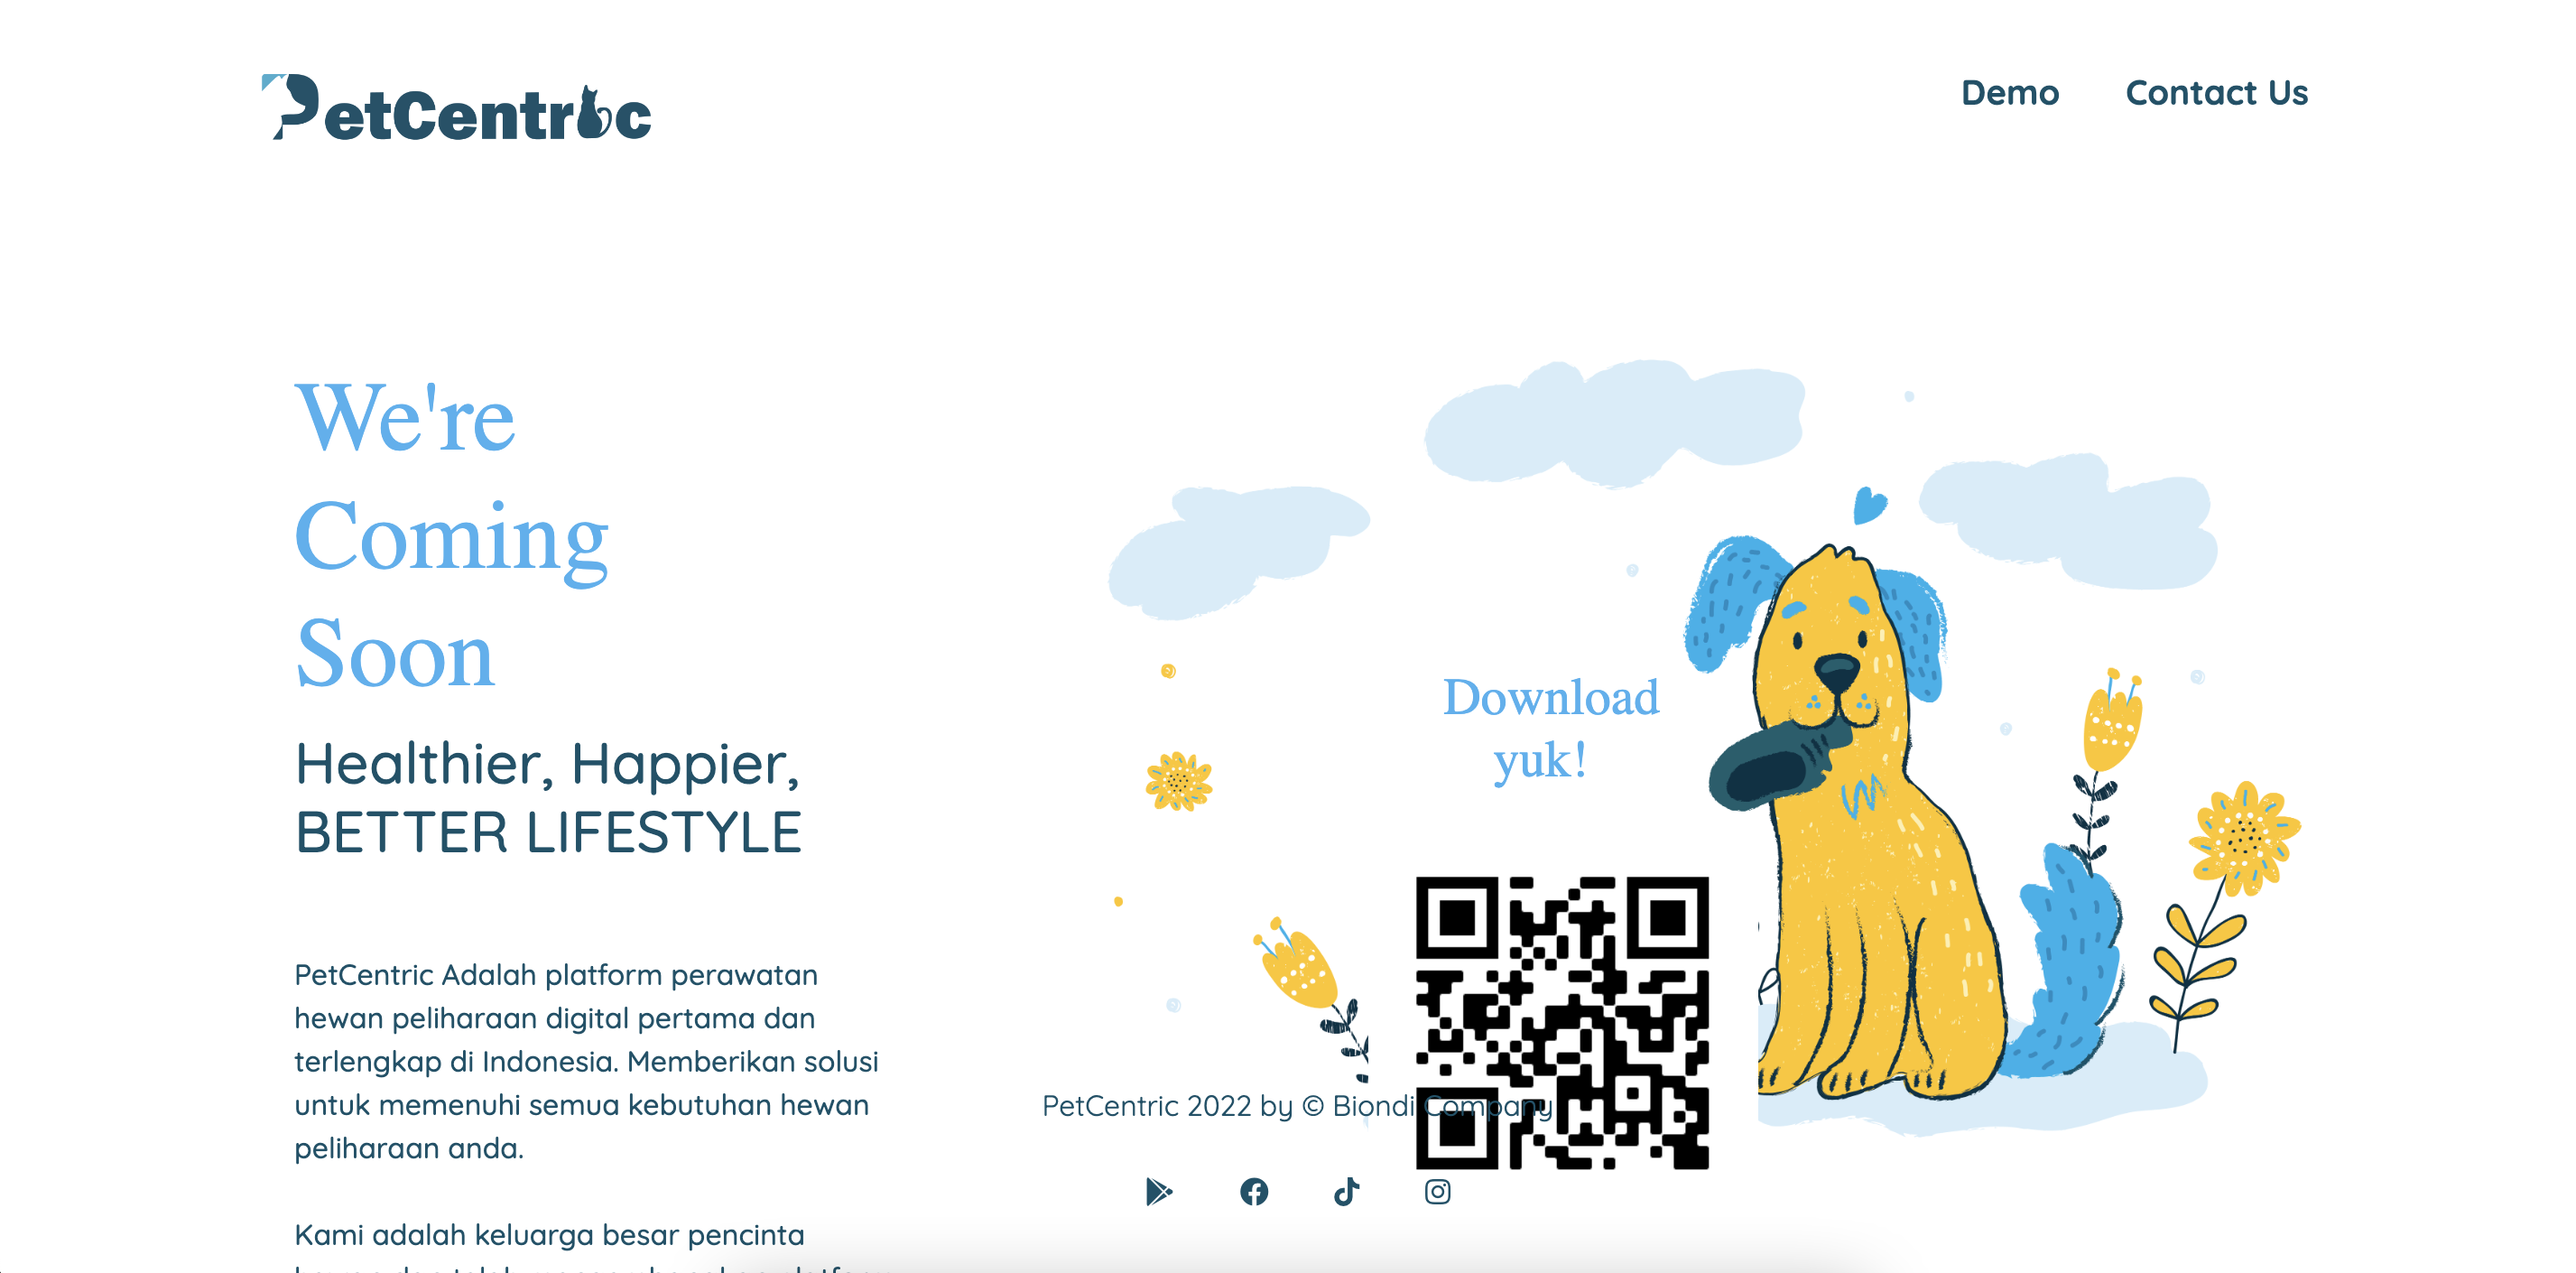 PetCentric
Demo
Contact Us
We're
Coming
Soon
Healthier, Happier,
BETTER LIFESTYLE
PetCentric Adalah platform perawatan
hewan peliharaan digital pertama dan
terlengkap di Indonesia. Memberikan solusi
untuk memenuhi semua kebutuhan hewan
peliharaan anda.
Kami adalah keluarga besar pencinta
Download
yuk!
PetCentric 2022 by © Biondi Company